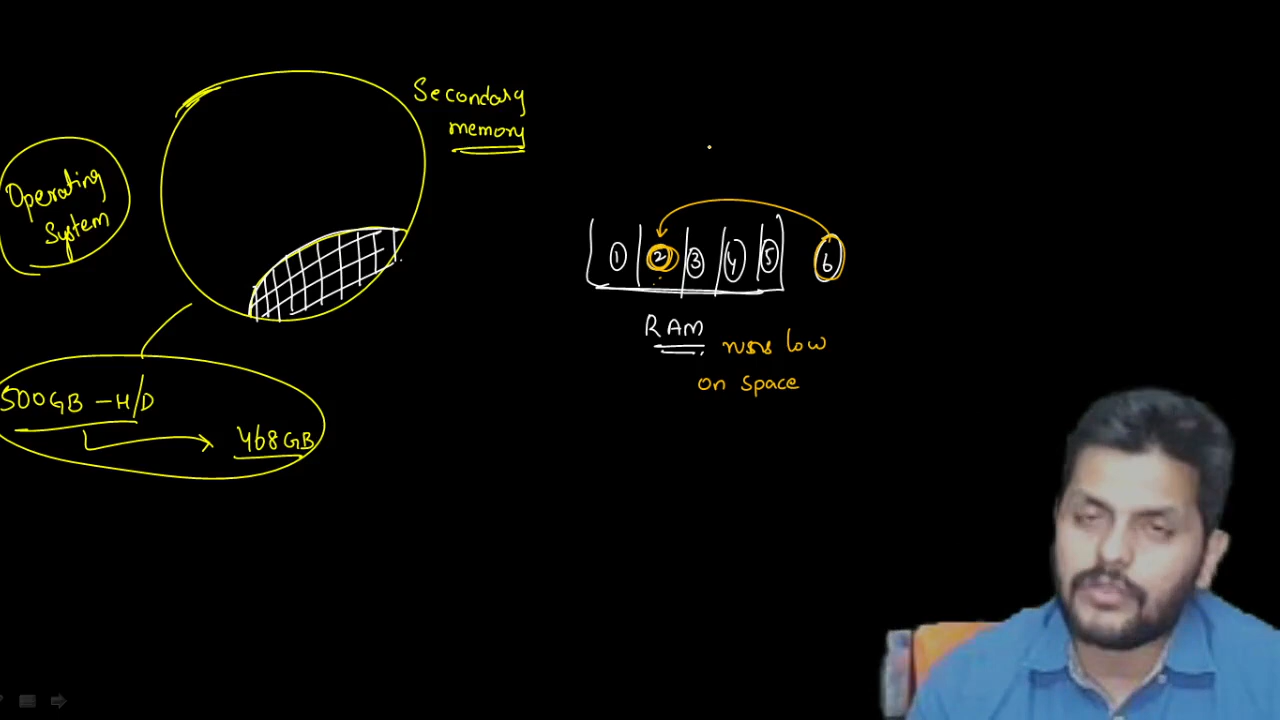 Secondary
memory
Operating
System
1 2 3 4 5 6
RAM runs low
on space
500GB - H/D
468GB